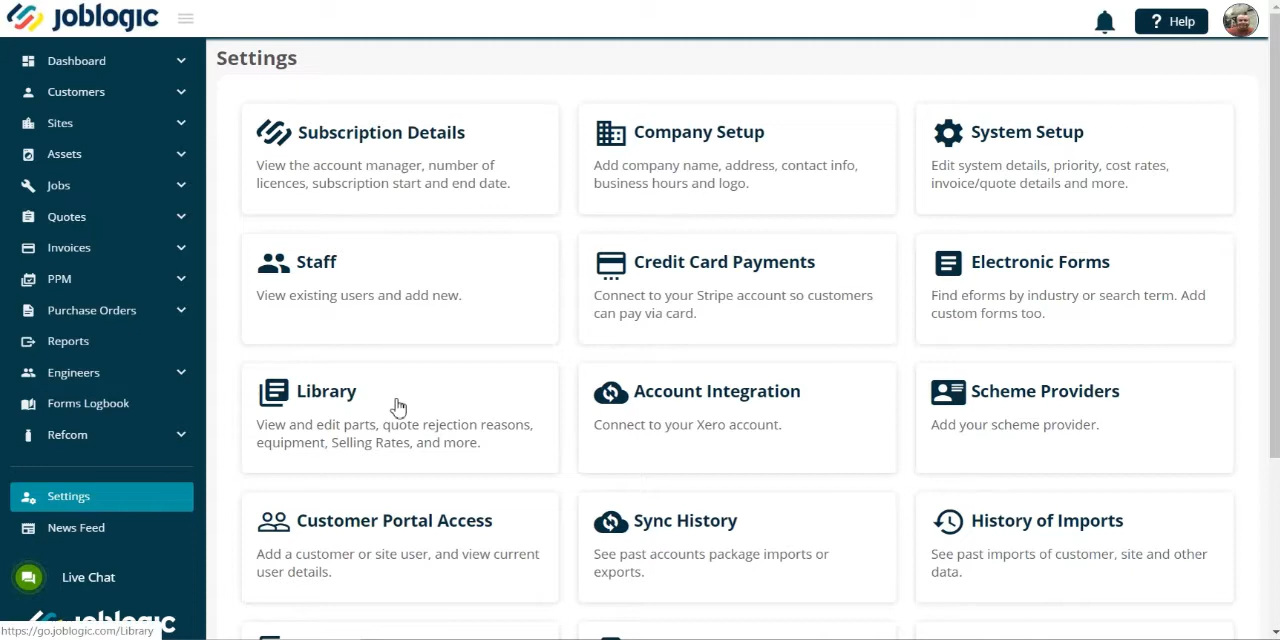 joblogic
? Help
Settings
Dashboard
Customers
Sites
Assets
Jobs
Quotes
Invoices
PPM
Purchase Orders
Reports
Engineers
Forms Logbook
Refcom
Settings
News Feed
Live Chat
joblogic
https://go.joblogic.com/Library
Subscription Details
View the account manager, number of
licences, subscription start and end date.
Company Setup
Add company name, address, contact info,
business hours and logo.
System Setup
Edit system details, priority, cost rates,
invoice/quote details and more.
Staff
View existing users and add new.
Credit Card Payments
Connect to your Stripe account so customers
can pay via card.
Electronic Forms
Find eforms by industry or search term. Add
custom forms too.
Library
View and edit parts, quote rejection reasons,
equipment, Selling Rates, and more.
Account Integration
Connect to your Xero account.
Scheme Providers
Add your scheme provider.
Customer Portal Access
Add a customer or site user, and view current
user details.
Sync History
See past accounts package imports or
exports.
History of Imports
See past imports of customer, site and other
data.